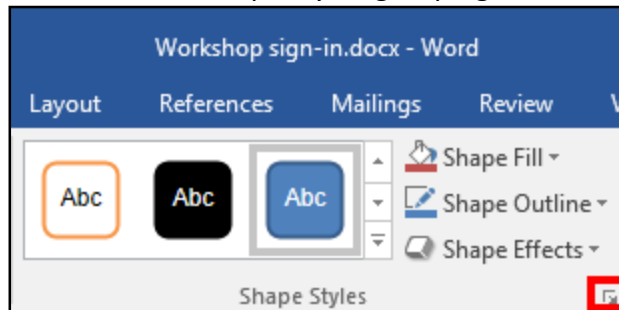 Workshop sign-in.docx - Word
Layout References Mailings Review
Abc Abc Abc
Shape Fill
Shape Outline
Shape Effects
Shape Styles